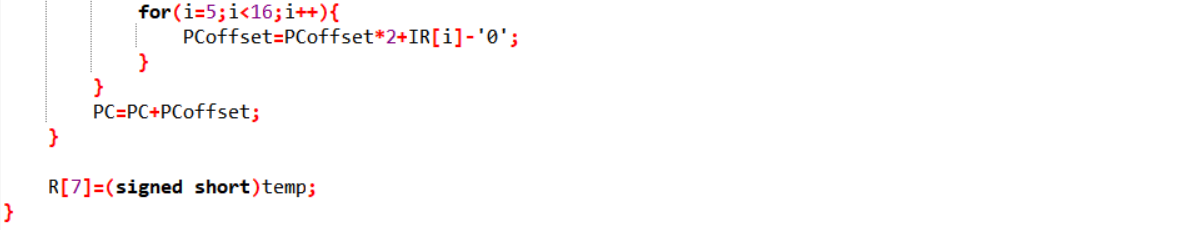 for(i=5;i<16;i++){
PCoffset=PCoffset*2+IR[i]-'0';
}
}
PC=PC+PCoffset;
}
R[7]=(signed short)temp;
}